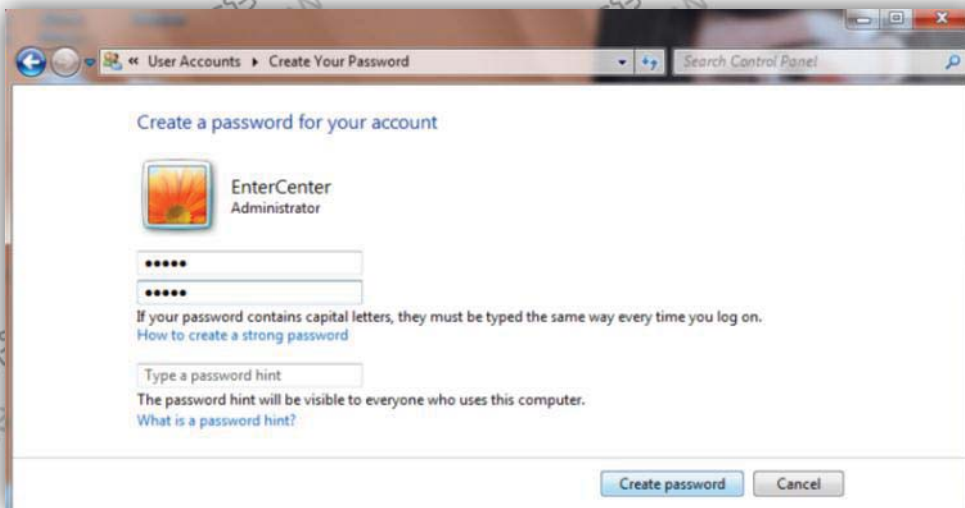 « User Accounts ▸ Create Your Password
Search Control Panel
Create a password for your account
EnterCenter
Administrator
•••••
•••••
If your password contains capital letters, they must be typed the same way every time you log on.
How to create a strong password
Type a password hint
The password hint will be visible to everyone who uses this computer.
What is a password hint?
Create password
Cancel